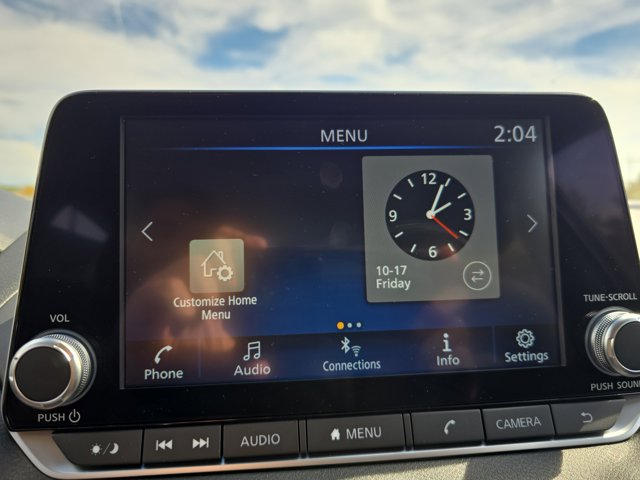 MENU
2:04
12
9
3
6
10-17
Friday
Customize Home
Menu
Phone
Audio
Connections
Info
Settings
VOL
PUSH
TUNE·SCROLL
PUSH SOUN
AUDIO
MENU
CAMERA